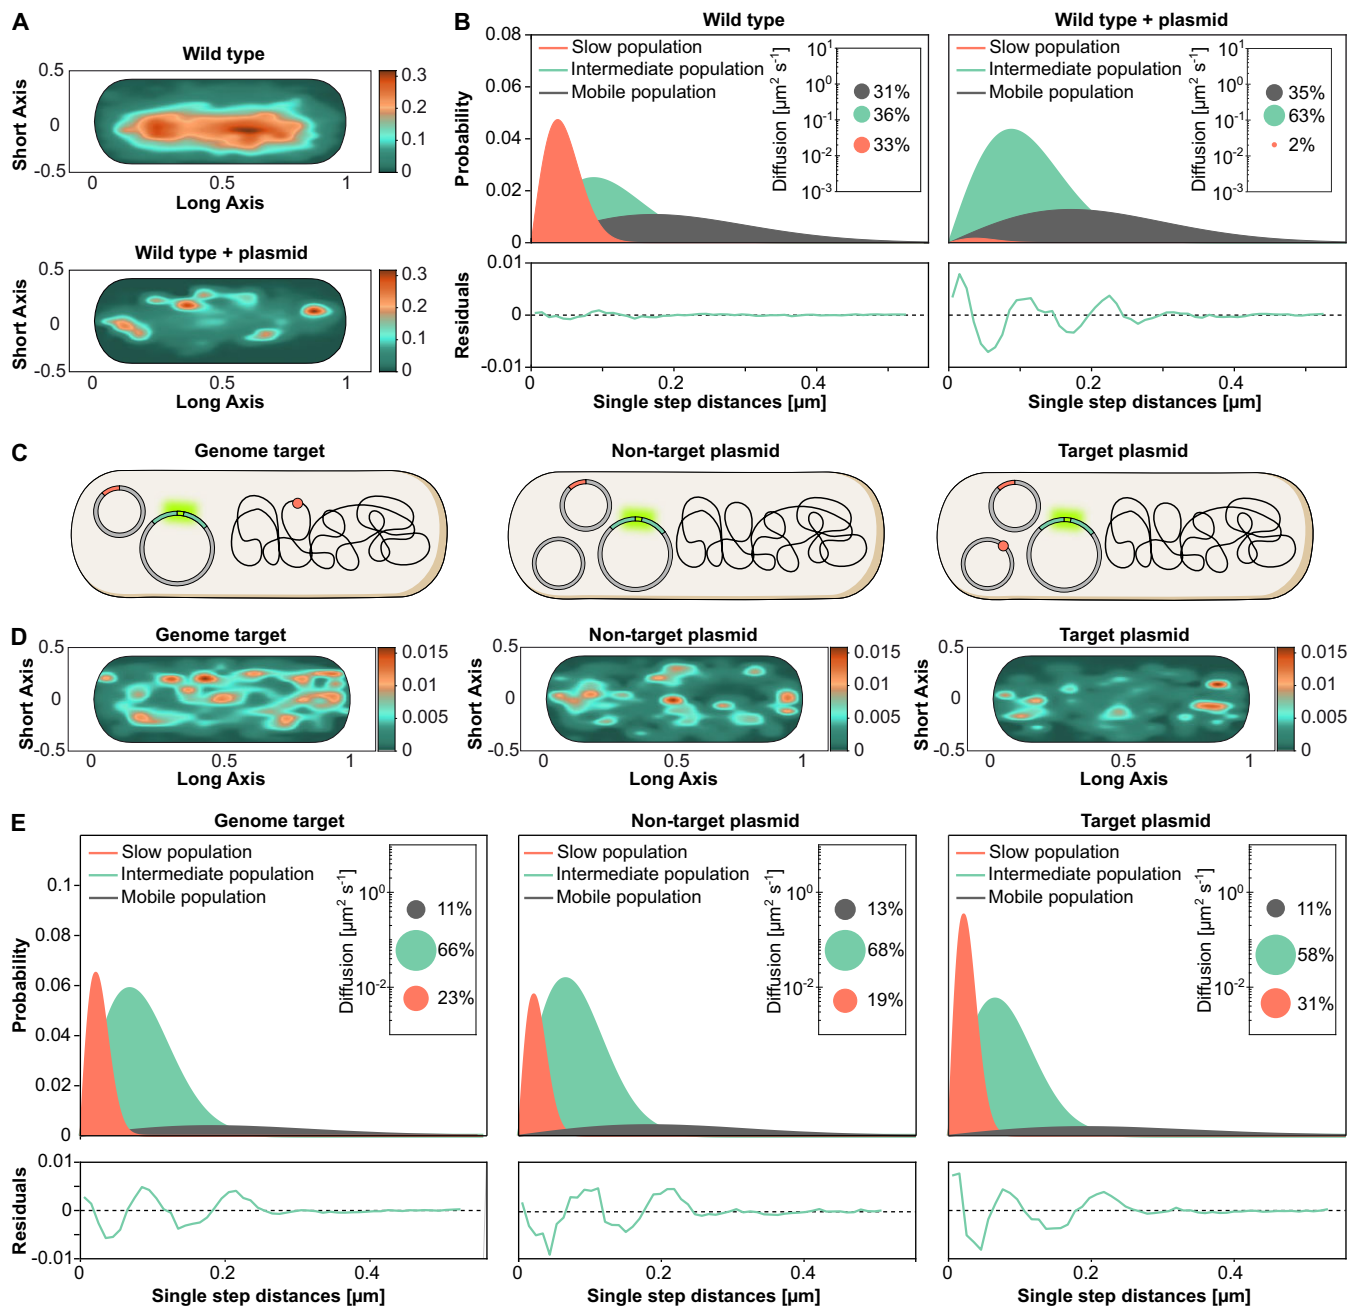 A
Wild type
0.5
0
-0.5
Short Axis
0 0.5 1
Long Axis
0.3
0.2
0.1
0
Wild type + plasmid
0.5
0
-0.5
Short Axis
0 0.5 1
Long Axis
0.3
0.2
0.1
0
B
Wild type
Slow population
Intermediate population
Mobile population
0.08
0.06
0.04
0.02
0
Probability
Diffusion [µm² s⁻¹]
10¹
10⁰
10⁻¹
10⁻²
10⁻³
31%
36%
33%
0.01
0
-0.01
Residuals
0 0.2 0.4
Single step distances [µm]
Wild type + plasmid
Slow population
Intermediate population
Mobile population
Diffusion [µm² s⁻¹]
10¹
10⁰
10⁻¹
10⁻²
10⁻³
35%
63%
2%
0 0.2 0.4
Single step distances [µm]
C
Genome target
Non-target plasmid
Target plasmid
D
Genome target
0.5
0
-0.5
Short Axis
0 0.5 1
Long Axis
0.015
0.01
0.005
0
Non-target plasmid
0.5
0
-0.5
Short Axis
0 0.5 1
Long Axis
0.015
0.01
0.005
0
Target plasmid
0.5
0
-0.5
Short Axis
0 0.5 1
Long Axis
0.015
0.01
0.005
0
E
Genome target
Slow population
Intermediate population
Mobile population
0.1
0.08
0.06
0.04
0.02
0
Probability
Diffusion [µm² s⁻¹]
10⁰
10⁻²
11%
66%
23%
0.01
0
-0.01
Residuals
0 0.2 0.4
Single step distances [µm]
Non-target plasmid
Slow population
Intermediate population
Mobile population
Diffusion [µm² s⁻¹]
10⁰
10⁻²
13%
68%
19%
0 0.2 0.4
Single step distances [µm]
Target plasmid
Slow population
Intermediate population
Mobile population
Diffusion [µm² s⁻¹]
10⁰
10⁻²
11%
58%
31%
0 0.2 0.4
Single step distances [µm]